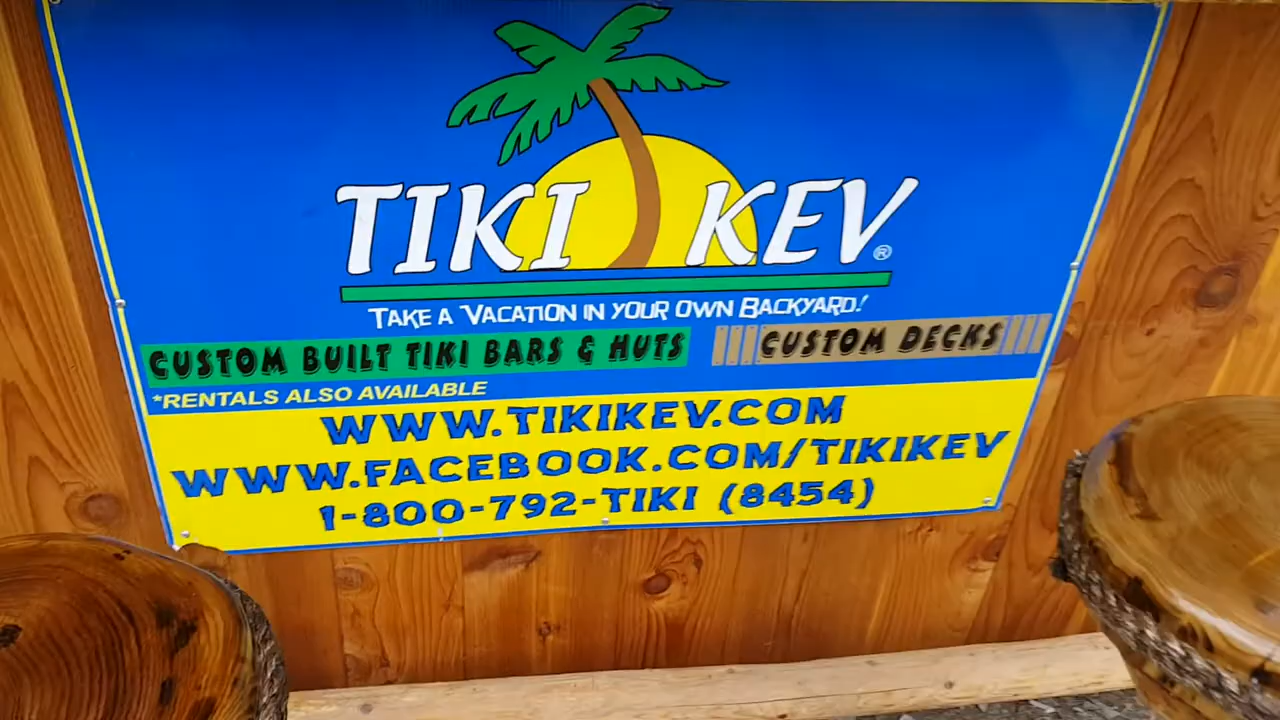 TIKI KEV®
TAKE A VACATION IN YOUR OWN BACKYARD!
CUSTOM BUILT TIKI BARS & HUTS
CUSTOM DECKS
*RENTALS ALSO AVAILABLE
WWW.TIKIKEV.COM
WWW.FACEBOOK.COM/TIKIKEV
1-800-792-TIKI (8454)